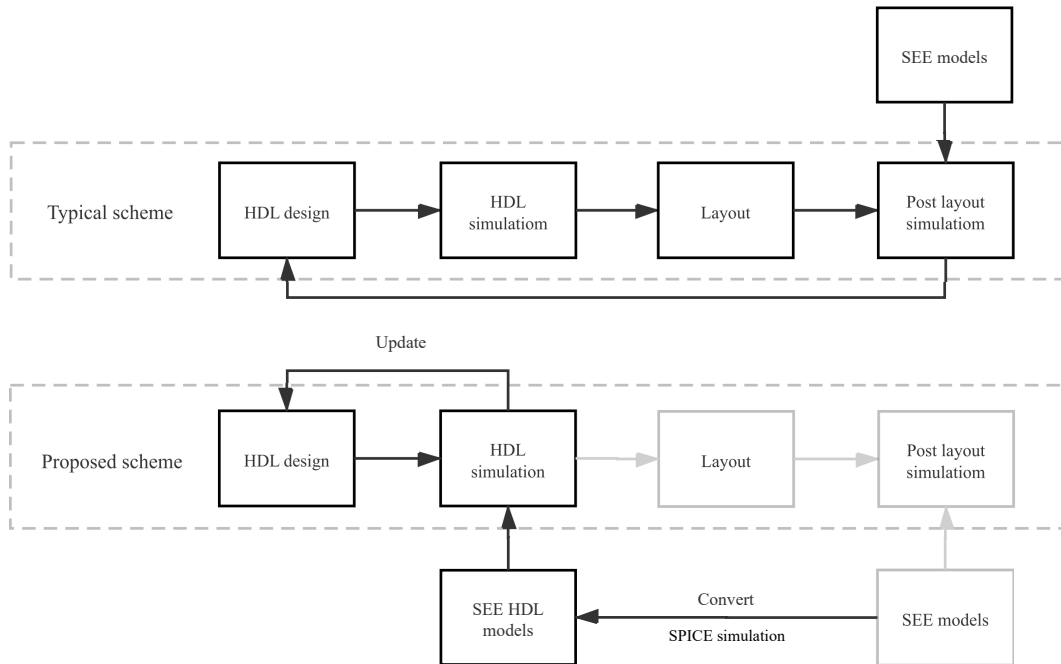 SEE models
Typical scheme
HDL design
HDL
simulatiom
Layout
Post layout
simulatiom
Update
Proposed scheme
HDL design
HDL
simulation
Layout
Post layout
simulatiom
SEE HDL
models
Convert
SPICE simulation
SEE models